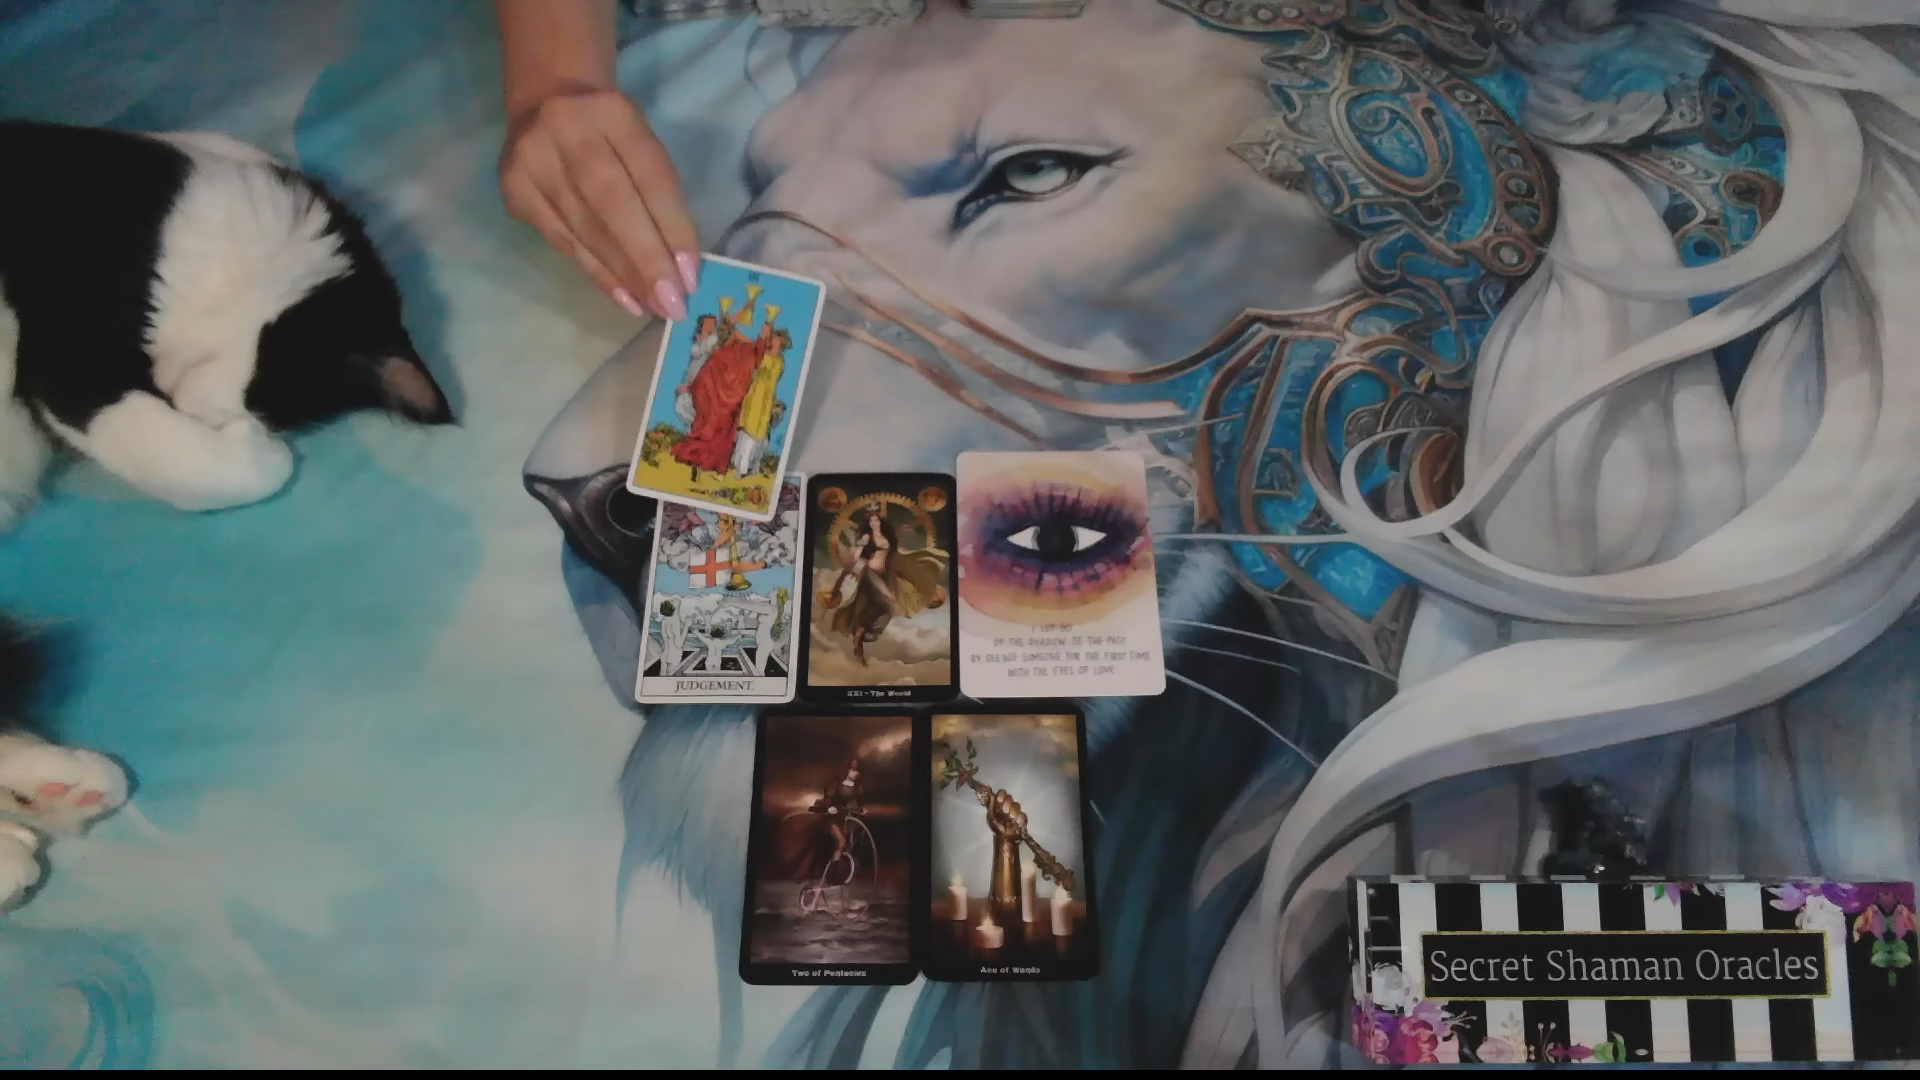 III
JUDGEMENT.
XXI - The World
I LET GO
OF THE SHADOW OF THE PAST
BY SEEING SOMEONE FOR THE FIRST TIME
WITH THE EYES OF LOVE
Two of Pentacles
Ace of Wands
Secret Shaman Oracles